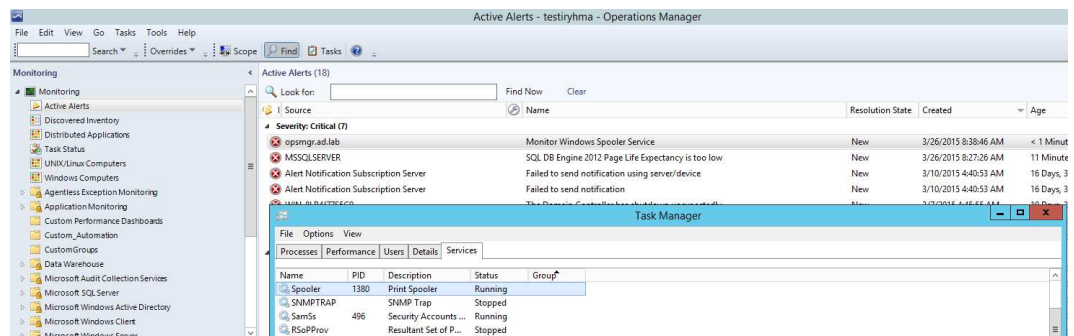 Active Alerts - testiryhma - Operations Manager
File Edit View Go Tasks Tools Help
Search Overrides Scope Find Tasks
Monitoring
Monitoring
Active Alerts
Discovered Inventory
Distributed Applications
Task Status
UNIX/Linux Computers
Windows Computers
Agentless Exception Monitoring
Application Monitoring
Custom Performance Dashboards
Custom_Automation
CustomGroups
Data Warehouse
Microsoft Audit Collection Services
Microsoft SQL Server
Microsoft Windows Active Directory
Microsoft Windows Client
Microsoft Windows Server
Active Alerts (18)
Look for: Find Now Clear
Source Name Resolution State Created Age
Severity: Critical (7)
opsmgr.ad.lab Monitor Windows Spooler Service New 3/26/2015 8:38:46 AM < 1 Minut
MSSQLSERVER SQL DB Engine 2012 Page Life Expectancy is too low New 3/26/2015 8:27:26 AM 11 Minute
Alert Notification Subscription Server Failed to send notification using server/device New 3/10/2015 4:40:53 AM 16 Days, 3
Alert Notification Subscription Server Failed to send notification New 3/10/2015 4:40:53 AM 16 Days, 3
Task Manager
File Options View
Processes Performance Users Details Services
Name PID Description Status Group
Spooler 1380 Print Spooler Running
SNMPTRAP SNMP Trap Stopped
SamSs 496 Security Accounts ... Running
RSoPProv Resultant Set of P... Stopped